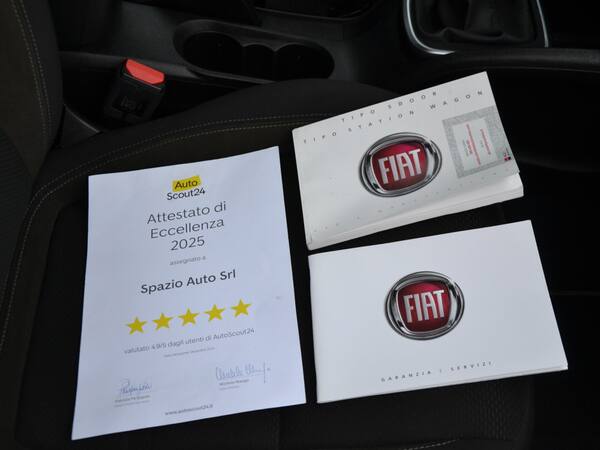 Auto
Scout24
Attestato di
Eccellenza
2025
assegnato a
Spazio Auto Srl
valutato 4.9/5 dagli utenti di AutoScout24
www.autoscout24.it
TIPO 5DOOR
TIPO STATION WAGON
FIAT
FIAT
GARANZIA | SERVIZI